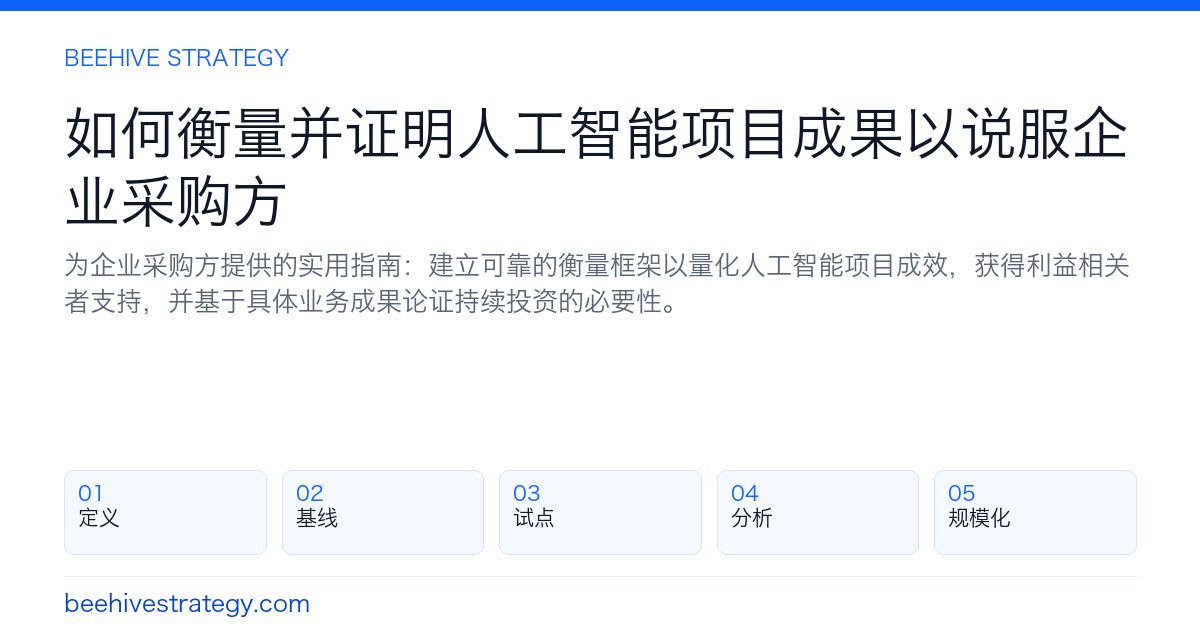 BEEHIVE STRATEGY
如何衡量并证明人工智能项目成果以说服企
业采购方
为企业采购方提供的实用指南：建立可靠的衡量框架以量化人工智能项目成效，获得利益相关
者支持，并基于具体业务成果论证持续投资的必要性。
01
定义
02
基线
03
试点
04
分析
05
规模化
beehivestrategy.com